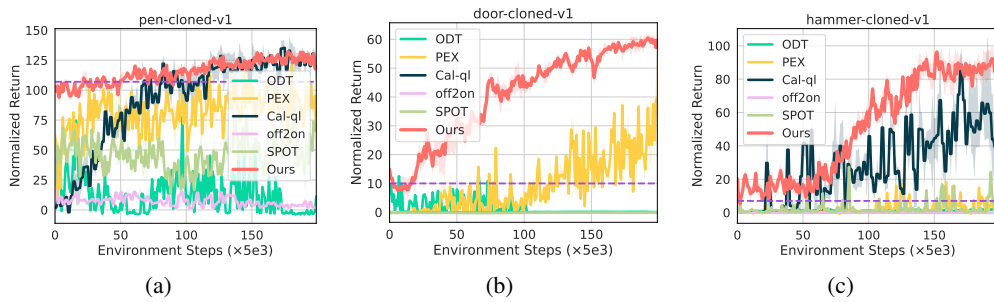 pen-cloned-v1
Normalized Return
150
125
100
75
50
25
0
ODT
PEX
Cal-ql
off2on
SPOT
Ours
0
50
100
150
Environment Steps (×5e3)
(a)
door-cloned-v1
Normalized Return
60
50
40
30
20
10
0
ODT
PEX
Cal-ql
off2on
SPOT
Ours
0
50
100
150
Environment Steps (×5e3)
(b)
hammer-cloned-v1
Normalized Return
100
80
60
40
20
0
ODT
PEX
Cal-ql
off2on
SPOT
Ours
0
50
100
150
Environment Steps (×5e3)
(c)